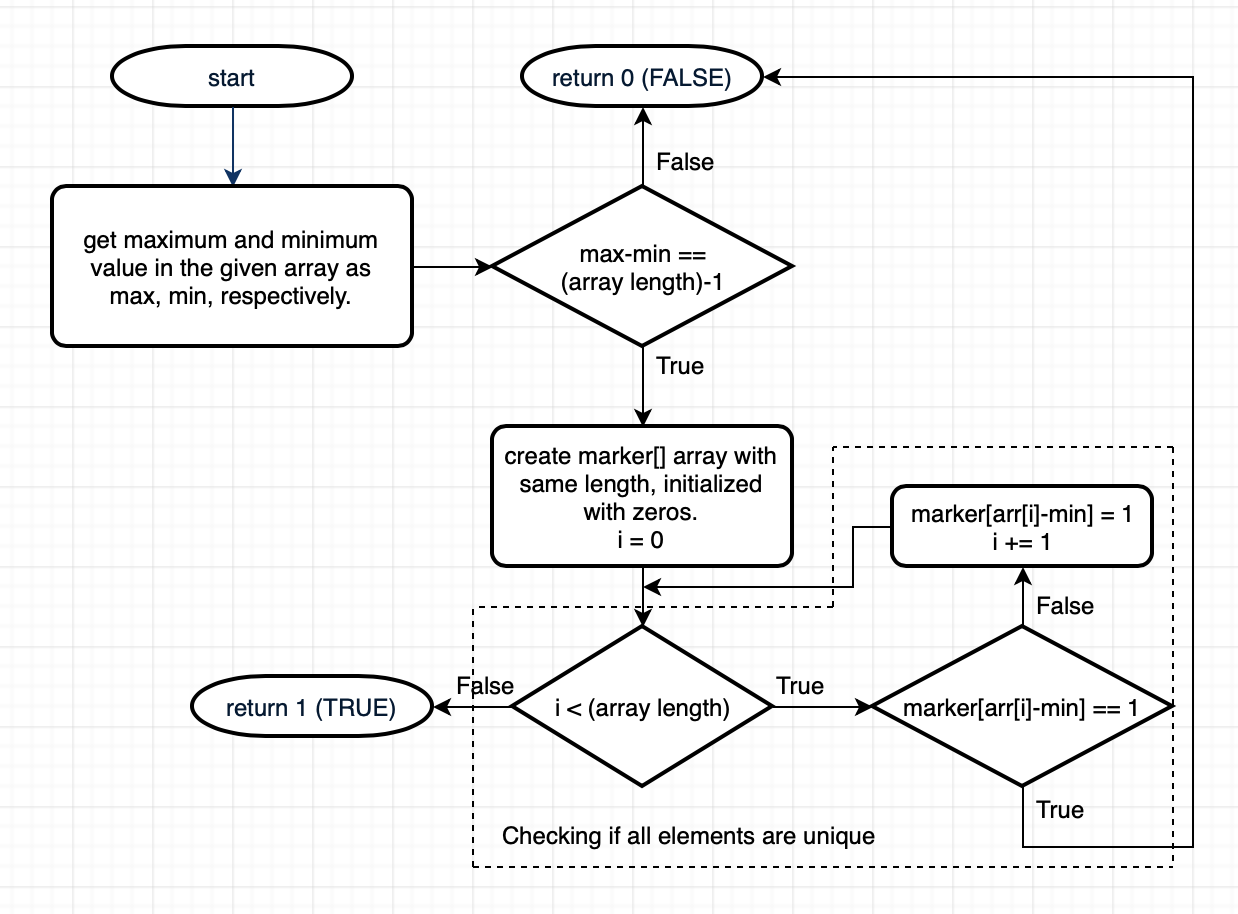 start
return 0 (FALSE)
False
get maximum and minimum
value in the given array as
max, min, respectively.
max-min ==
(array length)-1
True
create marker[] array with
same length, initialized
with zeros.
i = 0
marker[arr[i]-min] = 1
i += 1
False
return 1 (TRUE)
False
i < (array length)
True
marker[arr[i]-min] == 1
True
Checking if all elements are unique